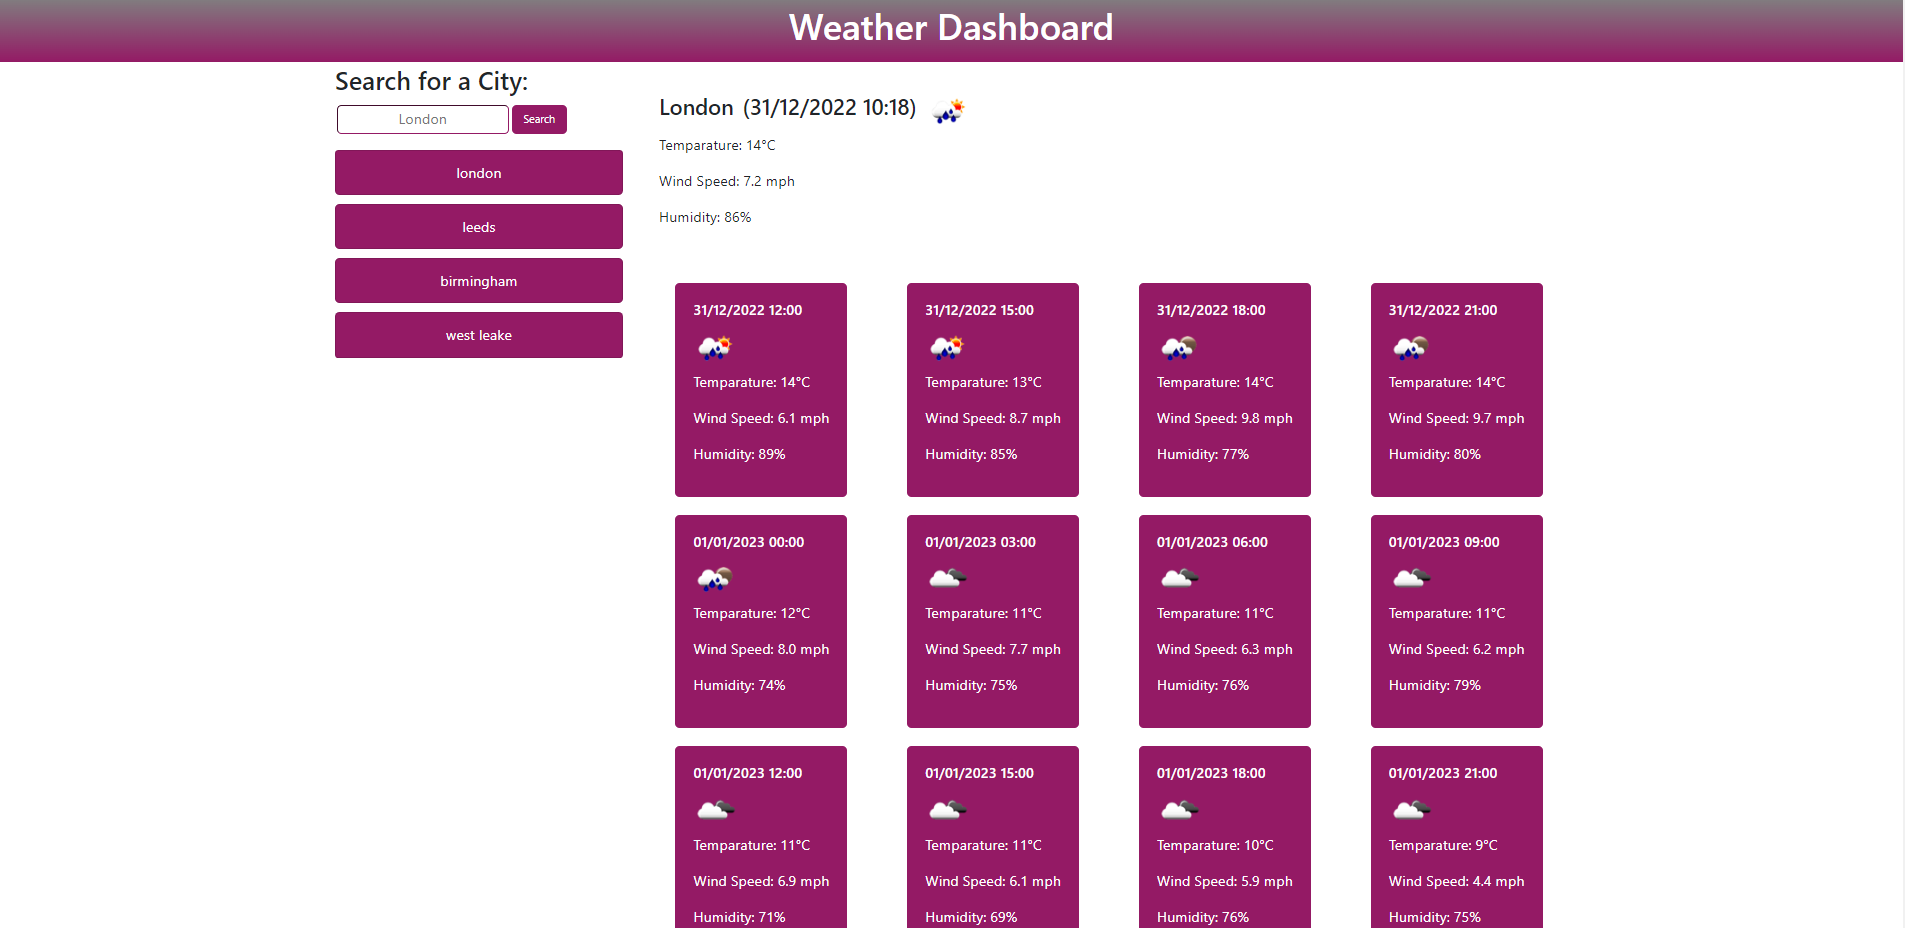 Weather Dashboard
Search for a City:
London
Search
london
leeds
birmingham
west leake
London (31/12/2022 10:18)
Temparature: 14°C
Wind Speed: 7.2 mph
Humidity: 86%
31/12/2022 12:00
Temparature: 14°C
Wind Speed: 6.1 mph
Humidity: 89%
31/12/2022 15:00
Temparature: 13°C
Wind Speed: 8.7 mph
Humidity: 85%
31/12/2022 18:00
Temparature: 14°C
Wind Speed: 9.8 mph
Humidity: 77%
31/12/2022 21:00
Temparature: 14°C
Wind Speed: 9.7 mph
Humidity: 80%
01/01/2023 00:00
Temparature: 12°C
Wind Speed: 8.0 mph
Humidity: 74%
01/01/2023 03:00
Temparature: 11°C
Wind Speed: 7.7 mph
Humidity: 75%
01/01/2023 06:00
Temparature: 11°C
Wind Speed: 6.3 mph
Humidity: 76%
01/01/2023 09:00
Temparature: 11°C
Wind Speed: 6.2 mph
Humidity: 79%
01/01/2023 12:00
Temparature: 11°C
Wind Speed: 6.9 mph
Humidity: 71%
01/01/2023 15:00
Temparature: 11°C
Wind Speed: 6.1 mph
Humidity: 69%
01/01/2023 18:00
Temparature: 10°C
Wind Speed: 5.9 mph
Humidity: 76%
01/01/2023 21:00
Temparature: 9°C
Wind Speed: 4.4 mph
Humidity: 75%